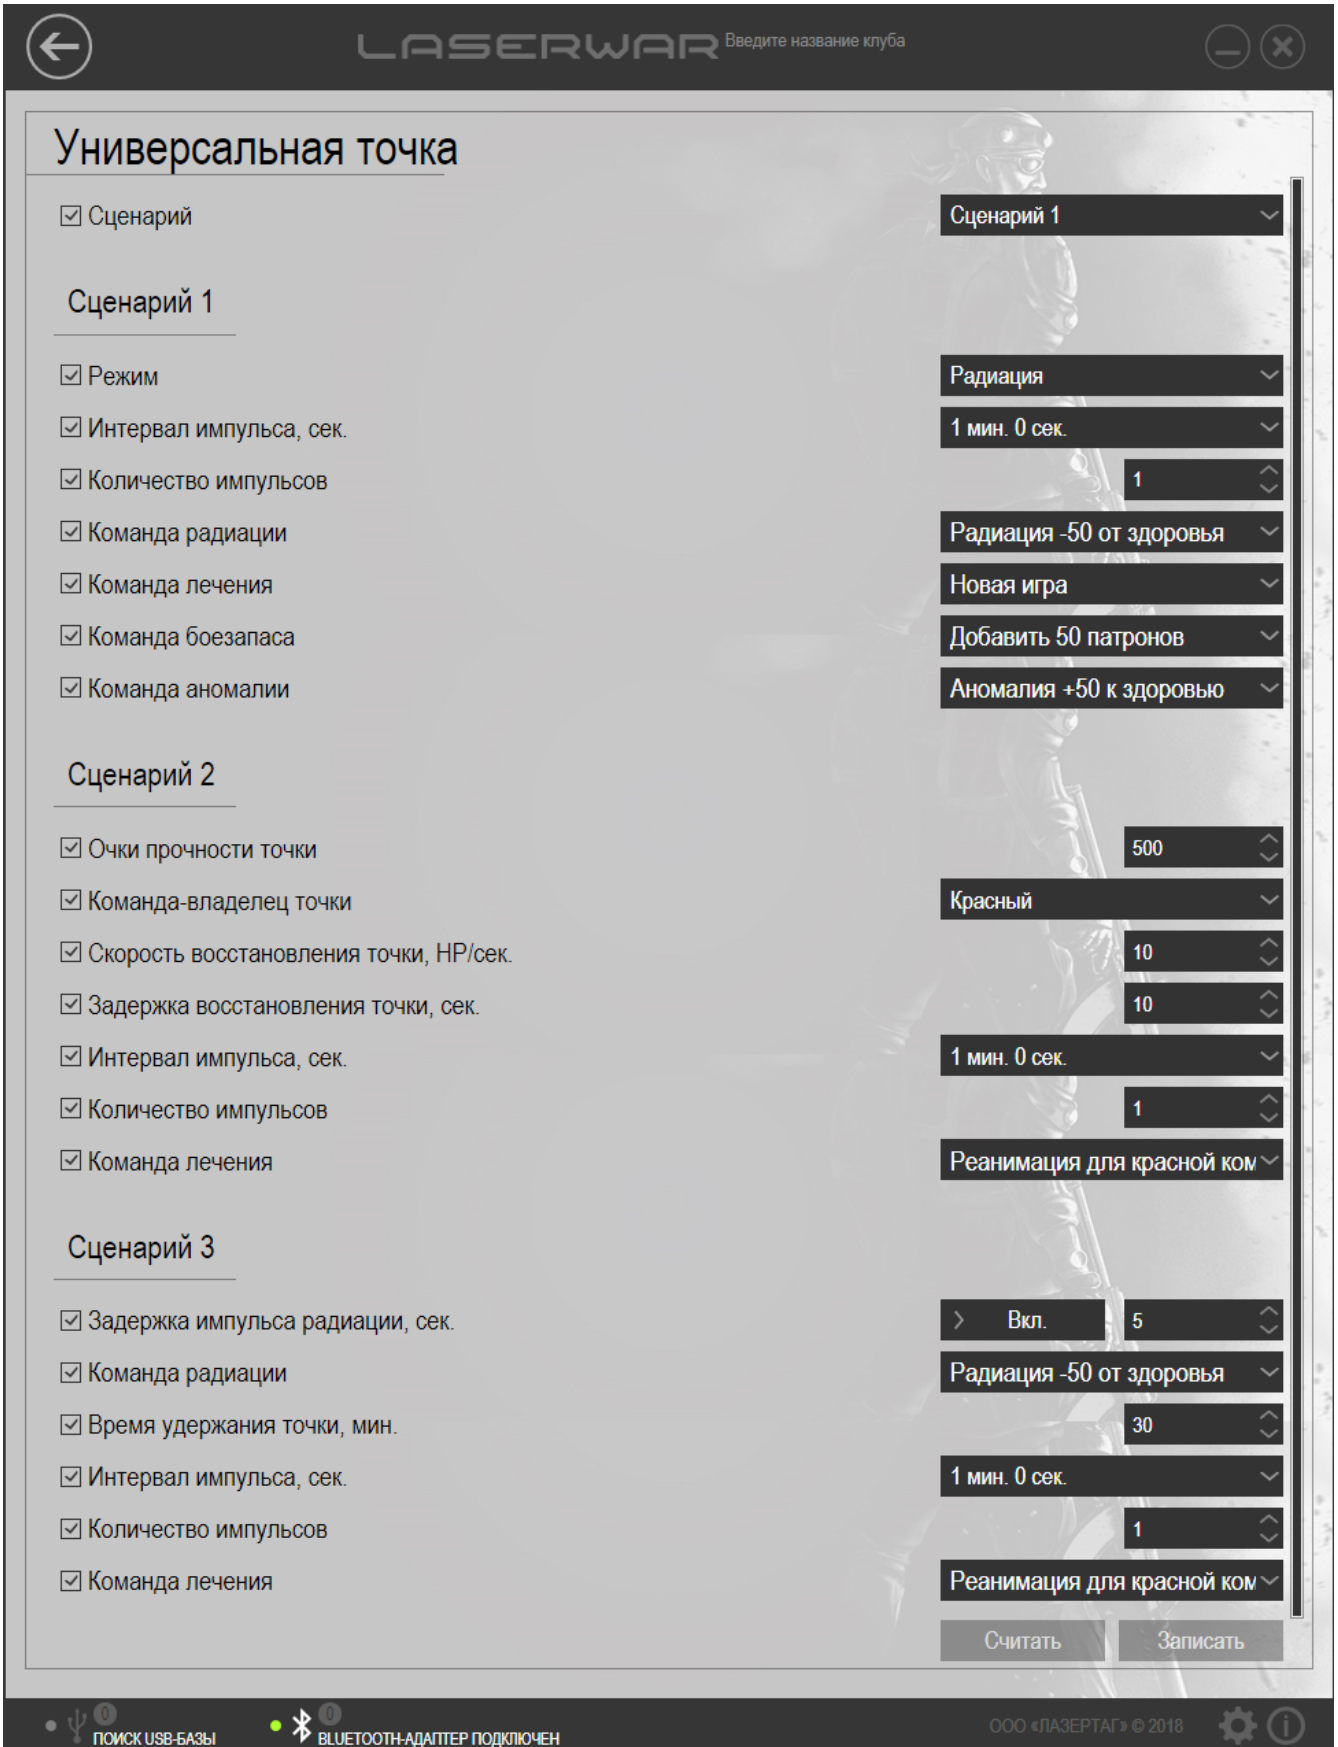 LASERWAR Введите название клуба
Универсальная точка
Сценарий Сценарий 1
Сценарий 1
Режим Радиация
Интервал импульса, сек. 1 мин. 0 сек.
Количество импульсов 1
Команда радиации Радиация -50 от здоровья
Команда лечения Новая игра
Команда боезапаса Добавить 50 патронов
Команда аномалии Аномалия +50 к здоровью
Сценарий 2
Очки прочности точки 500
Команда-владелец точки Красный
Скорость восстановления точки, HP/сек. 10
Задержка восстановления точки, сек. 10
Интервал импульса, сек. 1 мин. 0 сек.
Количество импульсов 1
Команда лечения Реанимация для красной ком
Сценарий 3
Задержка импульса радиации, сек. Вкл. 5
Команда радиации Радиация -50 от здоровья
Время удержания точки, мин. 30
Интервал импульса, сек. 1 мин. 0 сек.
Количество импульсов 1
Команда лечения Реанимация для красной ком
Считать Записать
0 ПОИСК USB-БАЗЫ 0 BLUETOOTH-АДАПТЕР ПОДКЛЮЧЕН ООО «ЛАЗЕРТАГ» © 2018